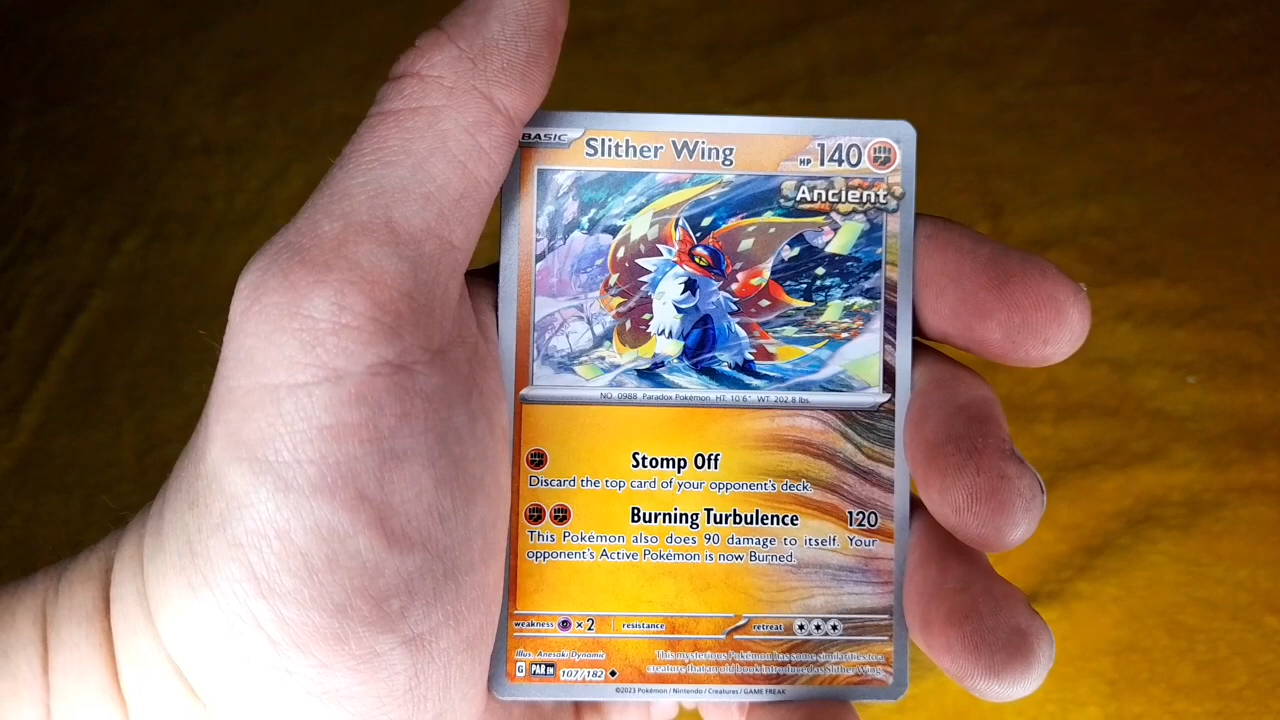 BASIC
Slither Wing
HP 140
Ancient
NO. 0988 Paradox Pokémon HT: 10'6" WT: 202.8 lbs.
Stomp Off
Discard the top card of your opponent's deck.
Burning Turbulence 120
This Pokémon also does 90 damage to itself. Your
opponent's Active Pokémon is now Burned.
weakness ×2 resistance retreat
Illus. Anesaki Dynamic
This mysterious Pokémon has some similarities to a
creature that an old book introduced as Slither Wing.
G PAR EN 107/182
©2023 Pokémon / Nintendo / Creatures / GAME FREAK